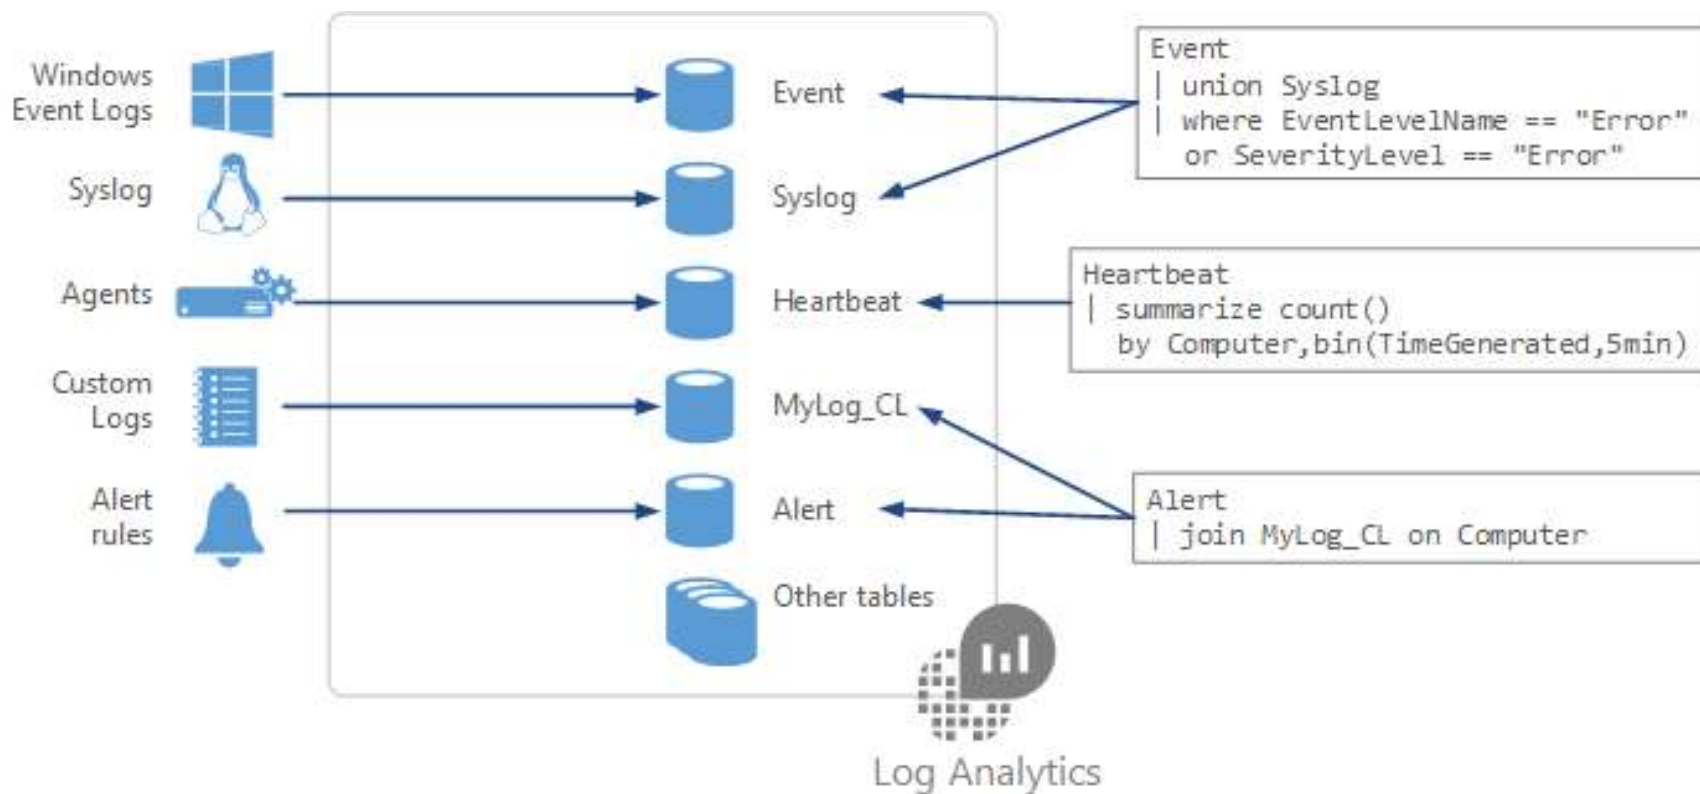 Windows
Event Logs
Event
Event
| union Syslog
| where EventLevelName == "Error"
or SeverityLevel == "Error"
Syslog
Syslog
Agents
Heartbeat
Heartbeat
| summarize count()
by Computer,bin(TimeGenerated,5min)
Custom
Logs
MyLog_CL
Alert
rules
Alert
Alert
| join MyLog_CL on Computer
Other tables
Log Analytics